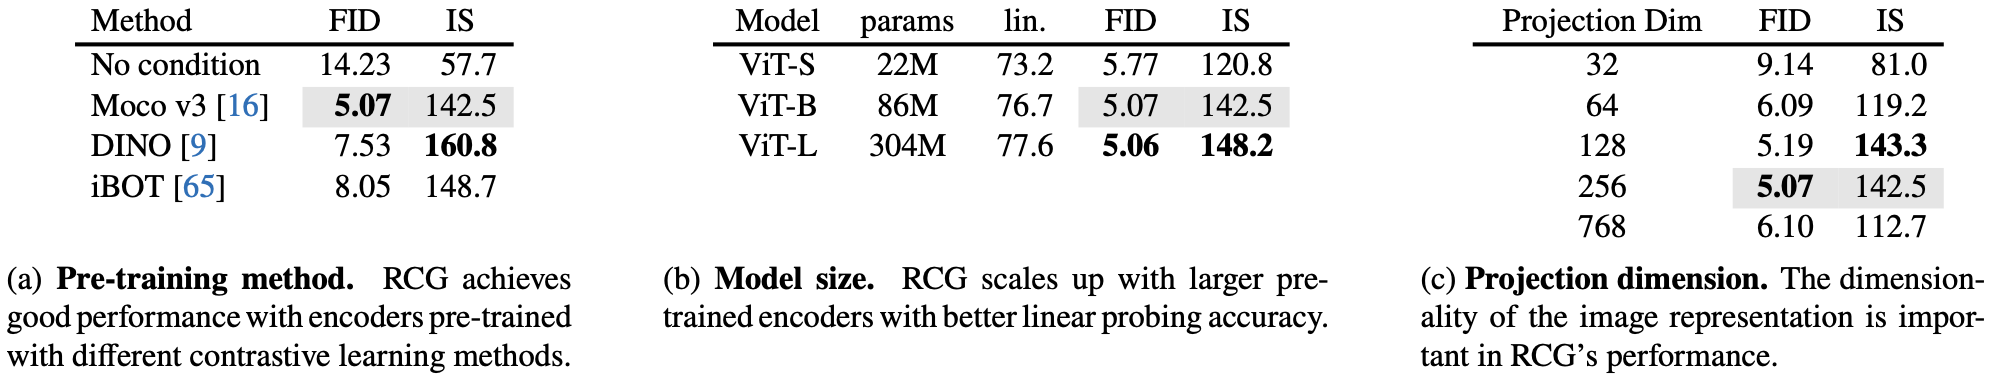 Method FID IS
No condition 14.23 57.7
Moco v3 [16] 5.07 142.5
DINO [9] 7.53 160.8
iBOT [65] 8.05 148.7
(a) Pre-training method. RCG achieves
good performance with encoders pre-trained
with different contrastive learning methods.
Model params lin. FID IS
ViT-S 22M 73.2 5.77 120.8
ViT-B 86M 76.7 5.07 142.5
ViT-L 304M 77.6 5.06 148.2
(b) Model size. RCG scales up with larger pre-
trained encoders with better linear probing accuracy.
Projection Dim FID IS
32 9.14 81.0
64 6.09 119.2
128 5.19 143.3
256 5.07 142.5
768 6.10 112.7
(c) Projection dimension. The dimension-
ality of the image representation is impor-
tant in RCG's performance.